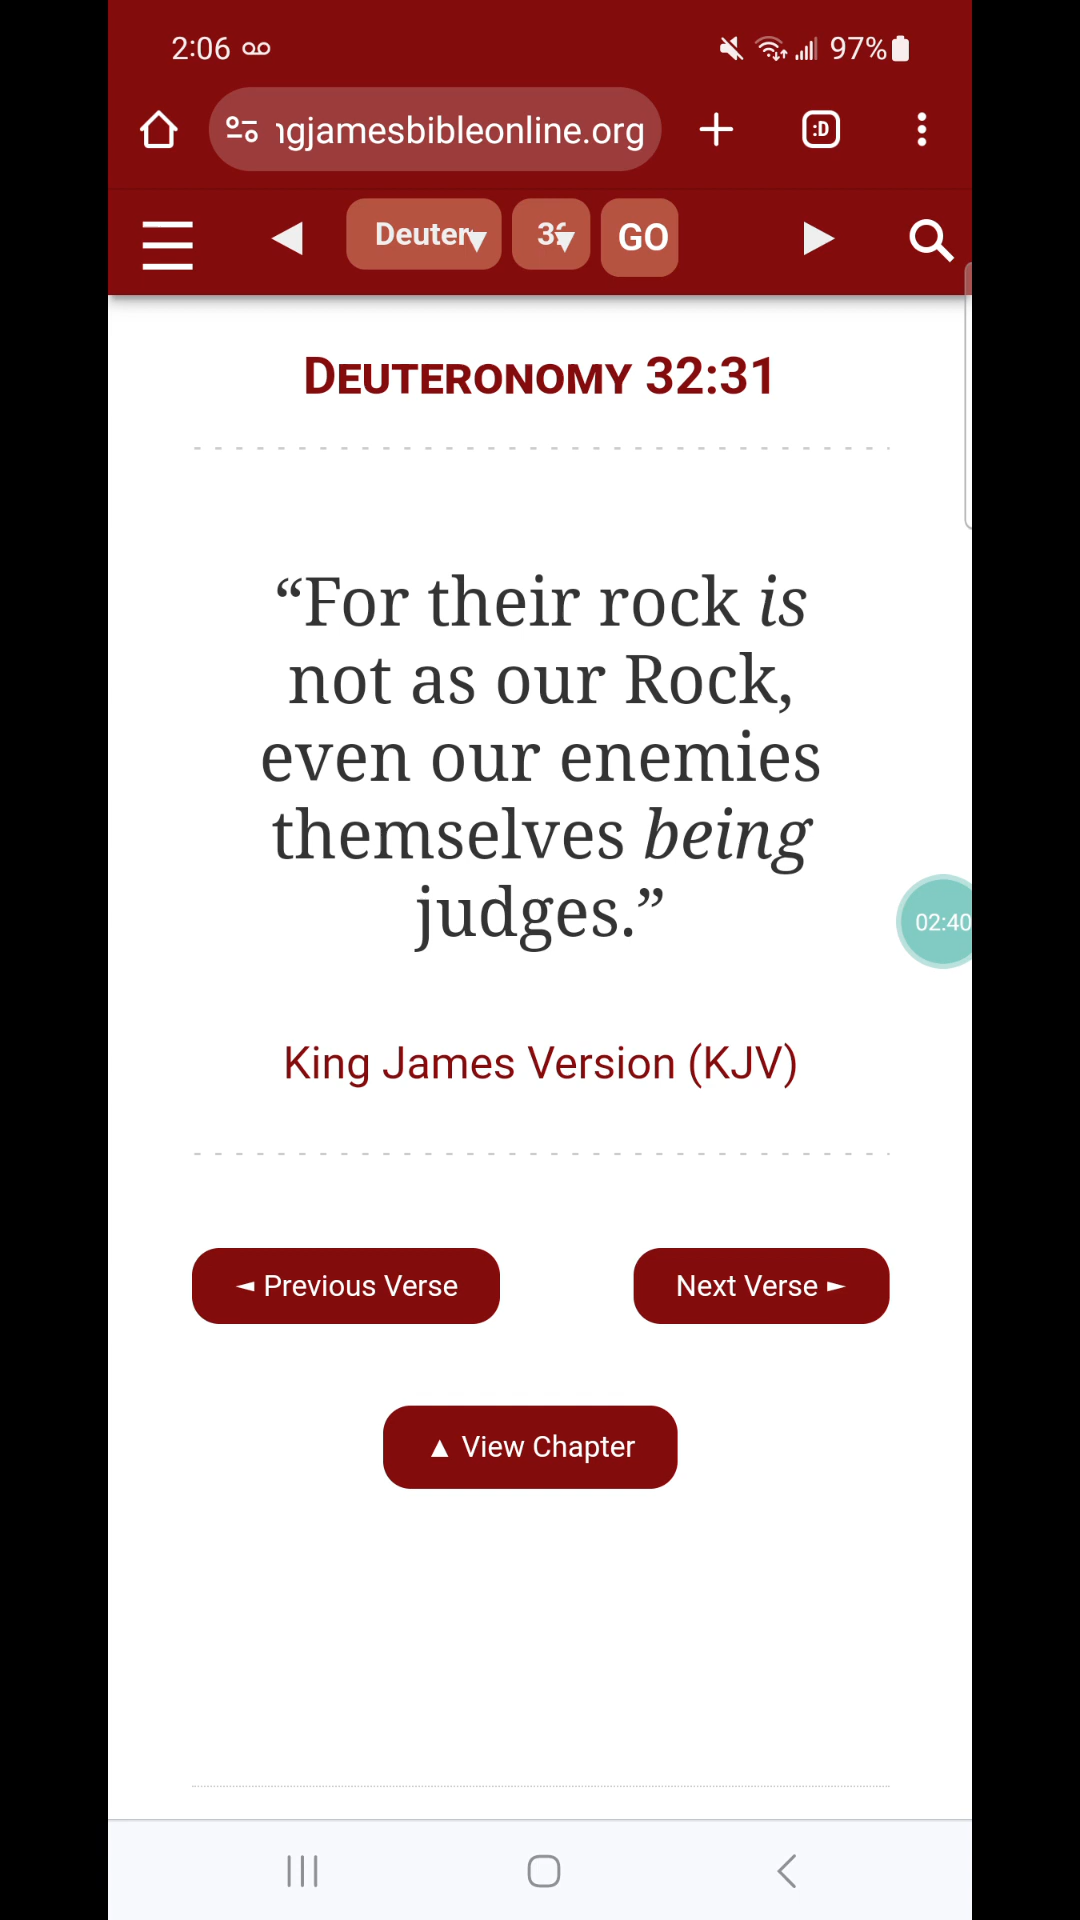 2:06
97%
ngjamesbibleonline.org
:D
Deuter
GO
DEUTERONOMY 32:31
“For their rock is
not as our Rock,
even our enemies
themselves being
judges.”
02:40
King James Version (KJV)
◄ Previous Verse
Next Verse ►
▲ View Chapter